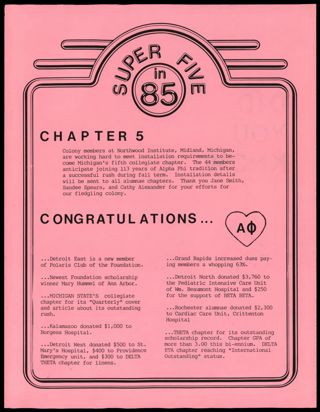 SUPER FIVE
in
85
CHAPTER 5
Colony members at Northwood Institute, Midland, Michigan,
are working hard to meet installation requirements to be-
come Michigan's fifth collegiate chapter. The 44 members
anticipate joining 113 years of Alpha Phi tradition after
a successful rush during fall term. Installation details
will be sent to all alumnae chapters. Thank you Jane Smith,
Sandee Spears, and Cathy Alexander for your efforts for
our fledgling colony.
CONGRATULATIONS...
ΑΦ
...Detroit East is a new member
of Polaris Club of the Foundation.
...Newest Foundation scholarship
winner Mary Hummel of Ann Arbor.
...MICHIGAN STATE'S collegiate
chapter for its "Quarterly" cover
and article about its outstanding
rush.
...Kalamazoo donated $1,000 to
Borgess Hospital.
...Detroit West donated $500 to St.
Mary's Hospital, $400 to Providence
Emergency unit, and $300 to DELTA
THETA chapter for linens.
...Grand Rapids increased dues pay-
ing members a whopping 63%.
...Detroit North donated $3,760 to
the Pediatric Intensive Care Unit
of Wm. Beaumont Hospital and $250
for the support of BETA BETA.
...Rochester alumnae donated $2,300
to Cardiac Care Unit, Crittenton
Hospital
...THETA chapter for its outstanding
scholarship record. Chapter GPA of
more than 3.00 this bi-ennium. DELTA
ETA chapter reaching "International
Outstanding" status.